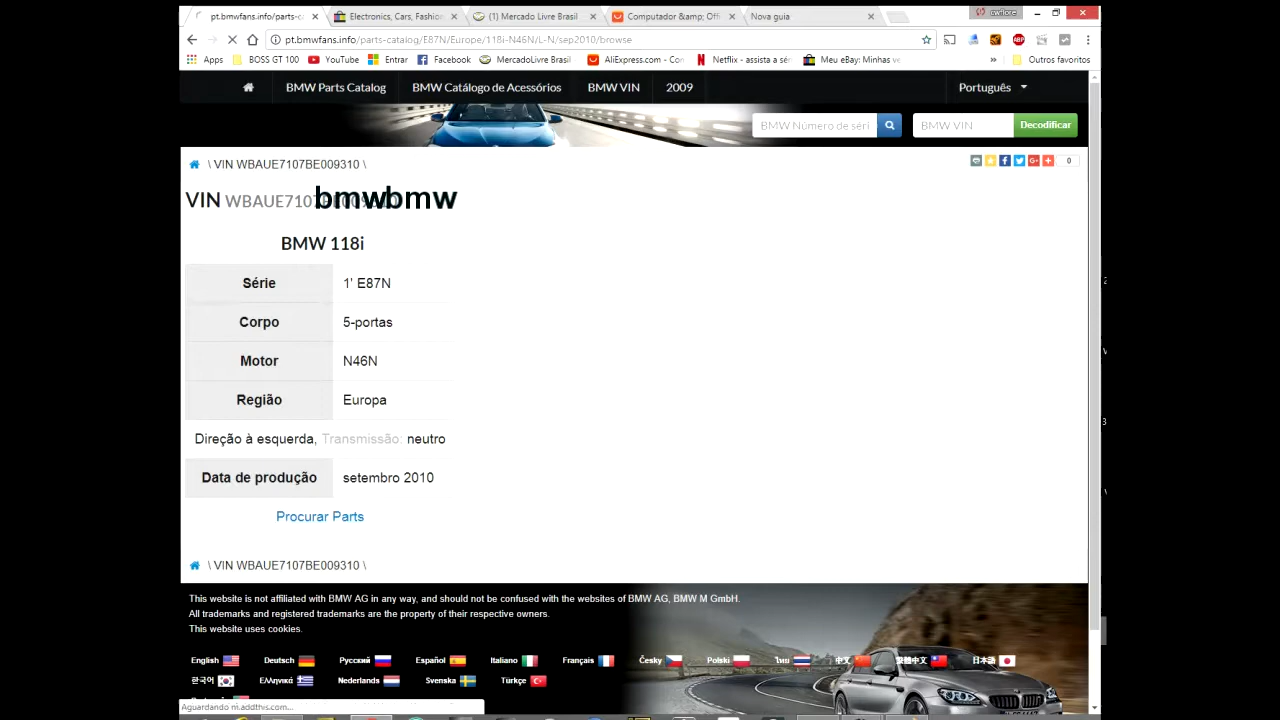 pt.bmwfans.info/parts-c
Electronics, Cars, Fashion
(1) Mercado Livre Brasil
Computador &amp; Offi
Nova guia
pt.bmwfans.info/parts-catalog/E87N/Europe/118i-N46N/L-N/sep2010/browse
Apps
BOSS GT 100
YouTube
Entrar
Facebook
MercadoLivre Brasil
AliExpress.com - Con
Netflix - assista a séri
Meu eBay: Minhas ve
Outros favoritos
BMW Parts Catalog
BMW Catálogo de Acessórios
BMW VIN
2009
Português
BMW Número de séri
BMW VIN
Decodificar
\ VIN WBAUE7107BE009310 \
0
VIN WBAUE7107BE009310
bmwbmw
BMW 118i
Série 1' E87N
Corpo 5-portas
Motor N46N
Região Europa
Direção à esquerda, Transmissão: neutro
Data de produção setembro 2010
Procurar Parts
\ VIN WBAUE7107BE009310 \
This website is not affiliated with BMW AG in any way, and should not be confused with the websites of BMW AG, BMW M GmbH.
All trademarks and registered trademarks are the property of their respective owners.
This website uses cookies.
English Deutsch Русский Español Italiano Français Česky Polski ไทย 中文 繁體中文 日本語
한국어 Ελληνικά Nederlands Svenska Türkçe
Aguardando m.addthis.com...